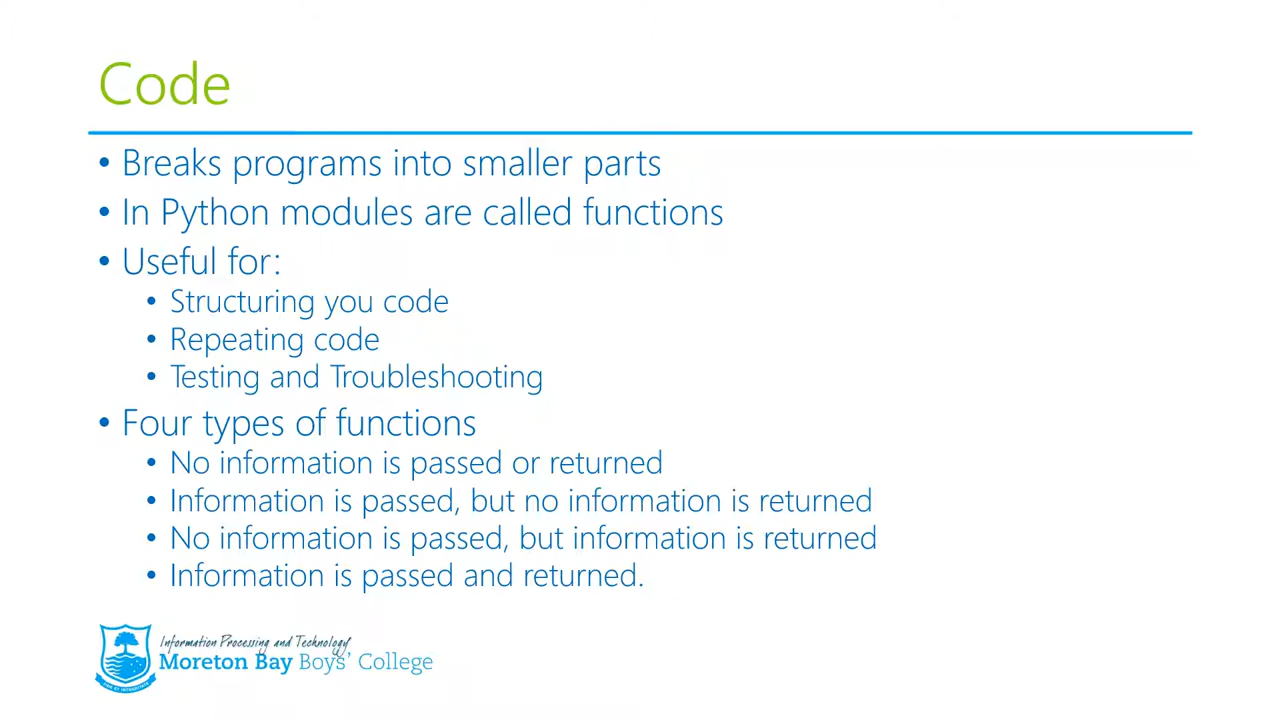 Code
• Breaks programs into smaller parts
• In Python modules are called functions
• Useful for:
• Structuring you code
• Repeating code
• Testing and Troubleshooting
• Four types of functions
• No information is passed or returned
• Information is passed, but no information is returned
• No information is passed, but information is returned
• Information is passed and returned.
Information Processing and Technology
Moreton Bay Boys' College